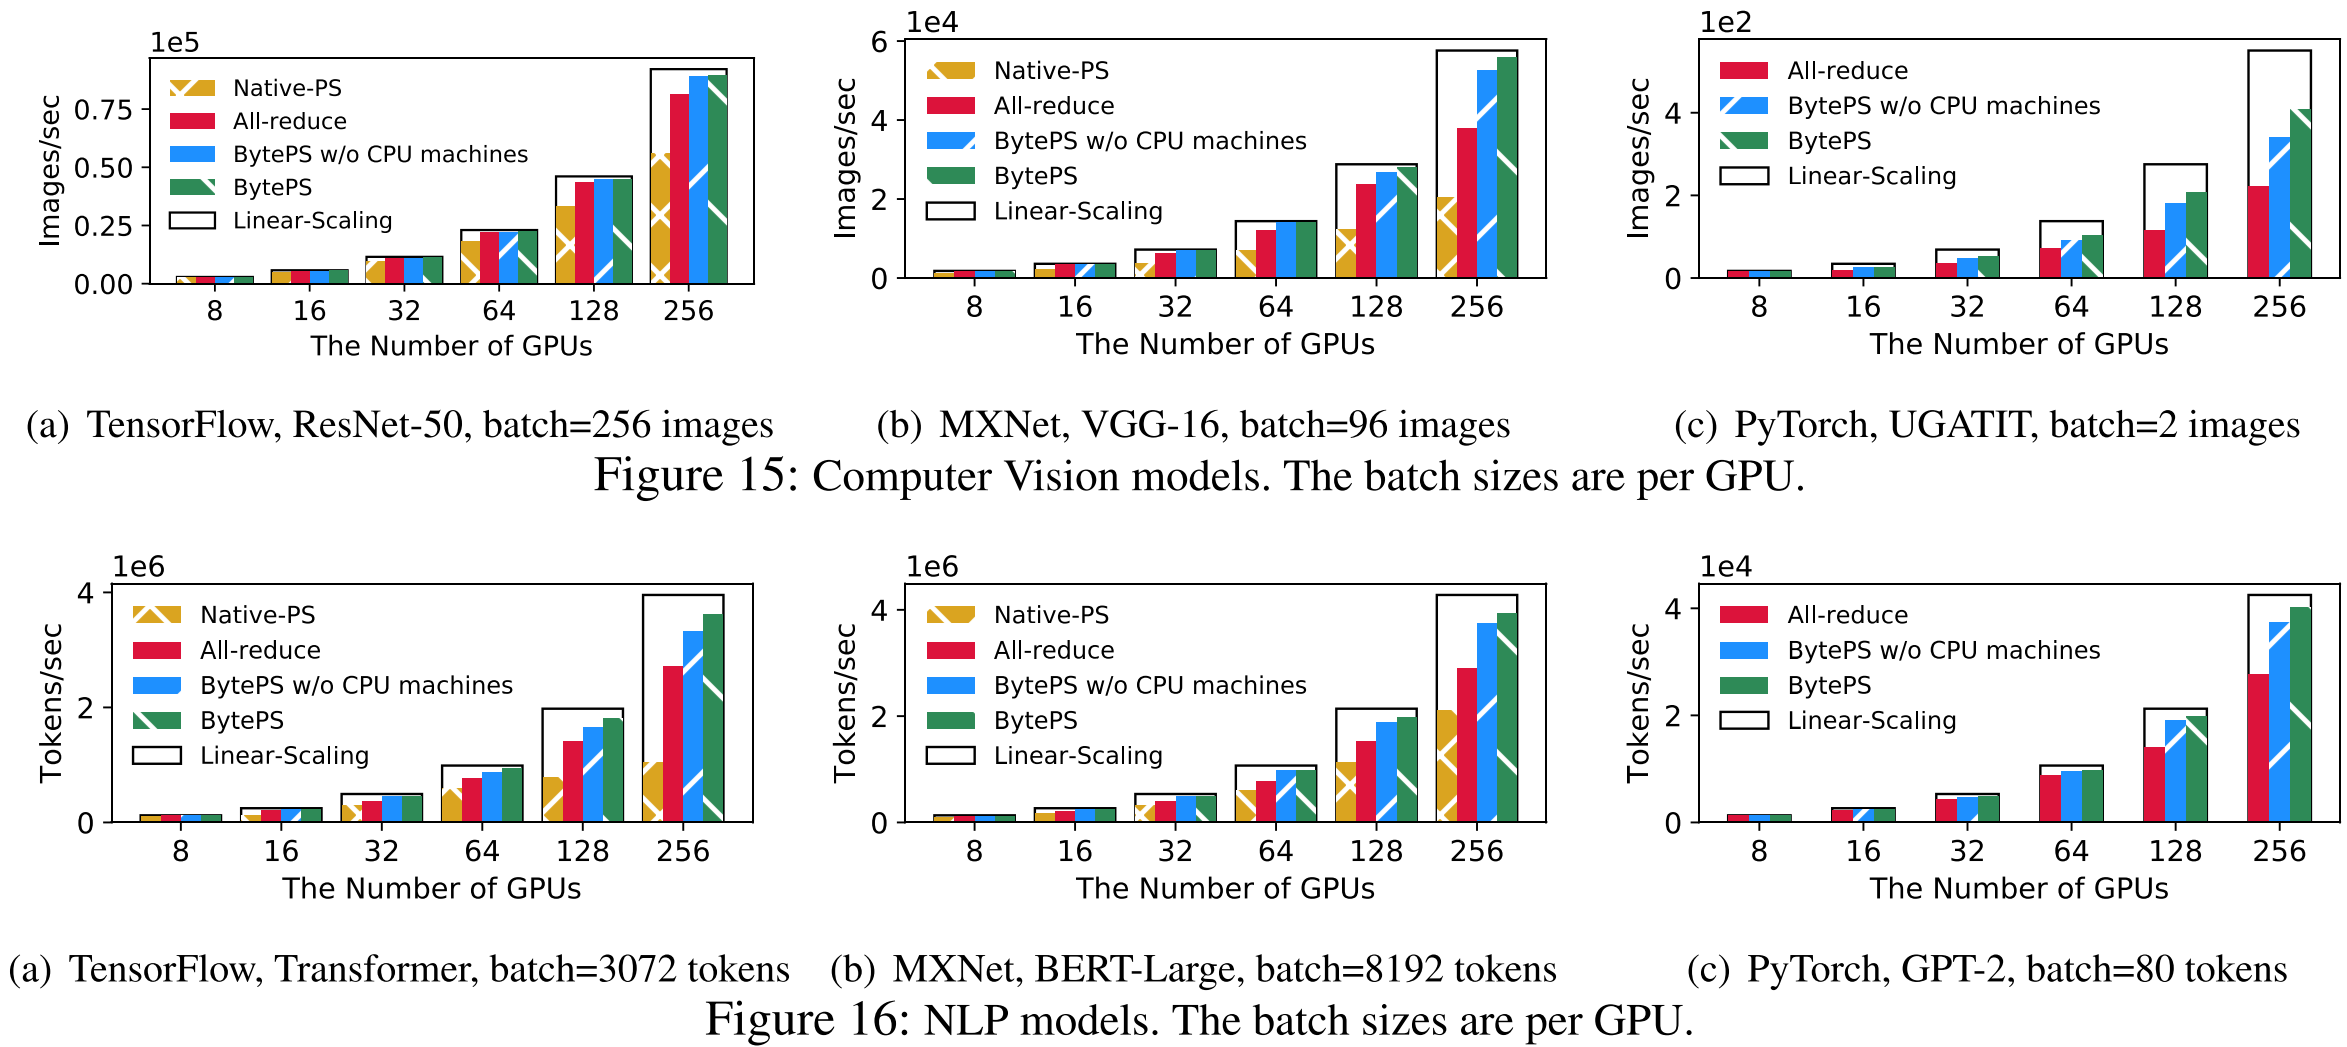 1e5
Images/sec
0.75
0.50
0.25
0.00
Native-PS
All-reduce
BytePS w/o CPU machines
BytePS
Linear-Scaling
8 16 32 64 128 256
The Number of GPUs
(a) TensorFlow, ResNet-50, batch=256 images
1e4
Images/sec
6
4
2
0
Native-PS
All-reduce
BytePS w/o CPU machines
BytePS
Linear-Scaling
8 16 32 64 128 256
The Number of GPUs
(b) MXNet, VGG-16, batch=96 images
1e2
Images/sec
4
2
0
All-reduce
BytePS w/o CPU machines
BytePS
Linear-Scaling
8 16 32 64 128 256
The Number of GPUs
(c) PyTorch, UGATIT, batch=2 images
Figure 15: Computer Vision models. The batch sizes are per GPU.
1e6
Tokens/sec
4
2
0
Native-PS
All-reduce
BytePS w/o CPU machines
BytePS
Linear-Scaling
8 16 32 64 128 256
The Number of GPUs
(a) TensorFlow, Transformer, batch=3072 tokens
1e6
Tokens/sec
4
2
0
Native-PS
All-reduce
BytePS w/o CPU machines
BytePS
Linear-Scaling
8 16 32 64 128 256
The Number of GPUs
(b) MXNet, BERT-Large, batch=8192 tokens
1e4
Tokens/sec
4
2
0
All-reduce
BytePS w/o CPU machines
BytePS
Linear-Scaling
8 16 32 64 128 256
The Number of GPUs
(c) PyTorch, GPT-2, batch=80 tokens
Figure 16: NLP models. The batch sizes are per GPU.